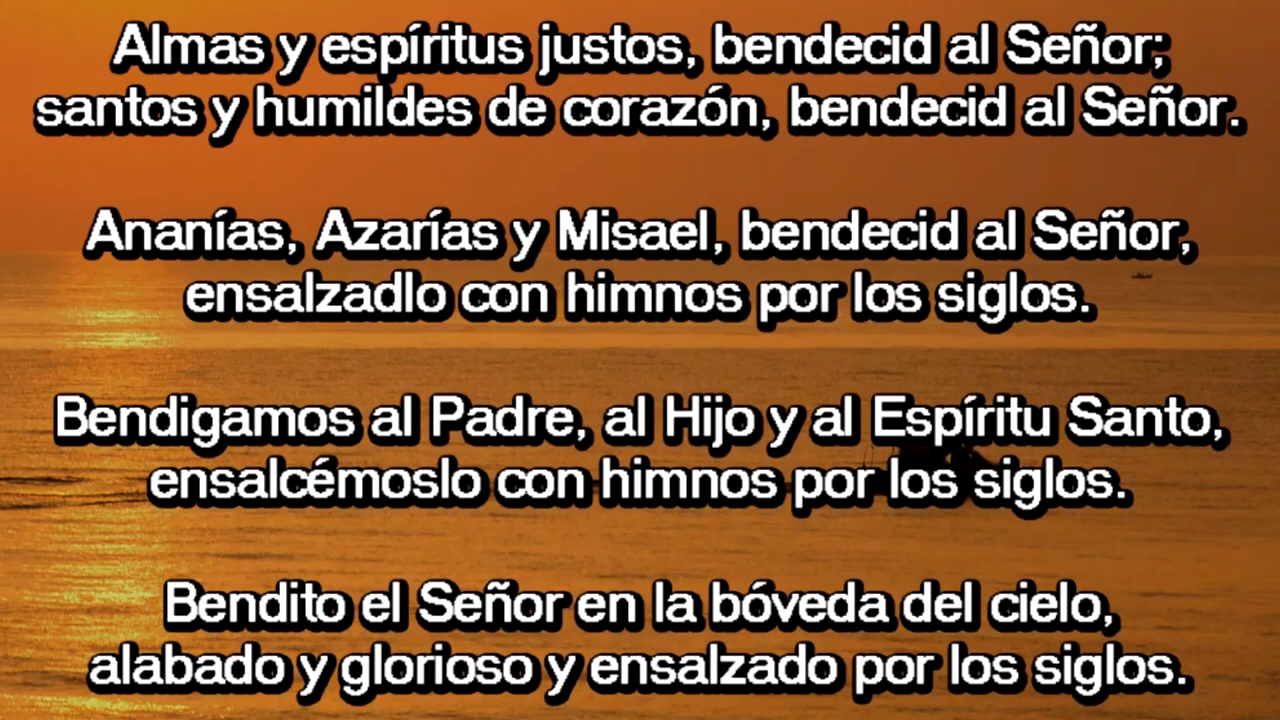 Almas y espíritus justos, bendecid al Señor;
santos y humildes de corazón, bendecid al Señor.
Ananías, Azarías y Misael, bendecid al Señor,
ensalzadlo con himnos por los siglos.
Bendigamos al Padre, al Hijo y al Espíritu Santo,
ensalcémoslo con himnos por los siglos.
Bendito el Señor en la bóveda del cielo,
alabado y glorioso y ensalzado por los siglos.